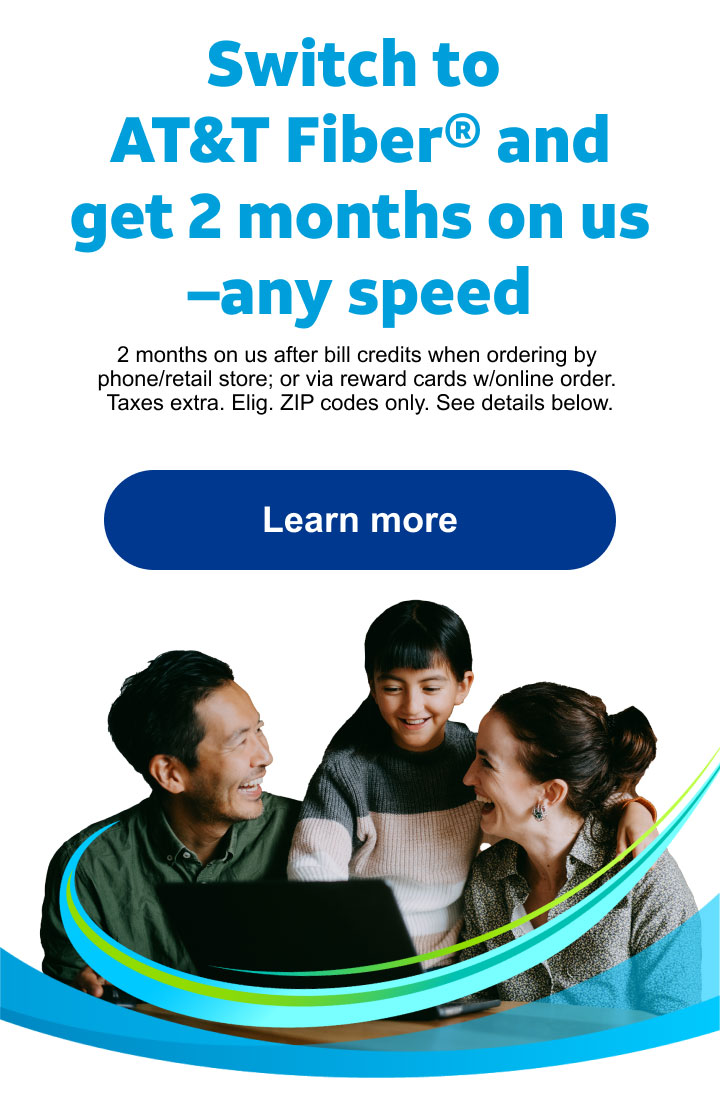 Switch to
AT&T Fiber® and
get 2 months on us
–any speed
2 months on us after bill credits when ordering by
phone/retail store; or via reward cards w/online order.
Taxes extra. Elig. ZIP codes only. See details below.
Learn more